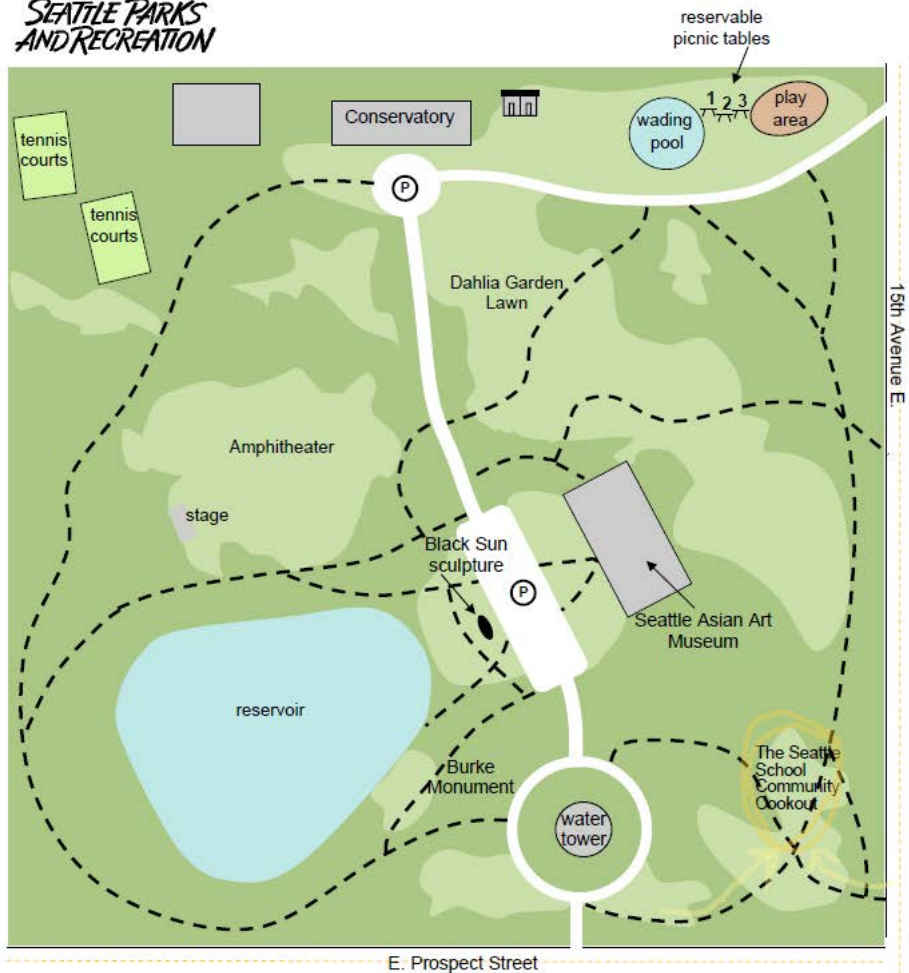 SEATTLE PARKS
AND RECREATION
reservable
picnic tables
tennis
courts
Conservatory
wading
pool
1 2 3
play
area
P
tennis
courts
Dahlia Garden
Lawn
15th Avenue E.
Amphitheater
stage
Black Sun
sculpture
P
Seattle Asian Art
Museum
reservoir
Burke
Monument
The Seattle
School
Community
Cookout
water
tower
E. Prospect Street